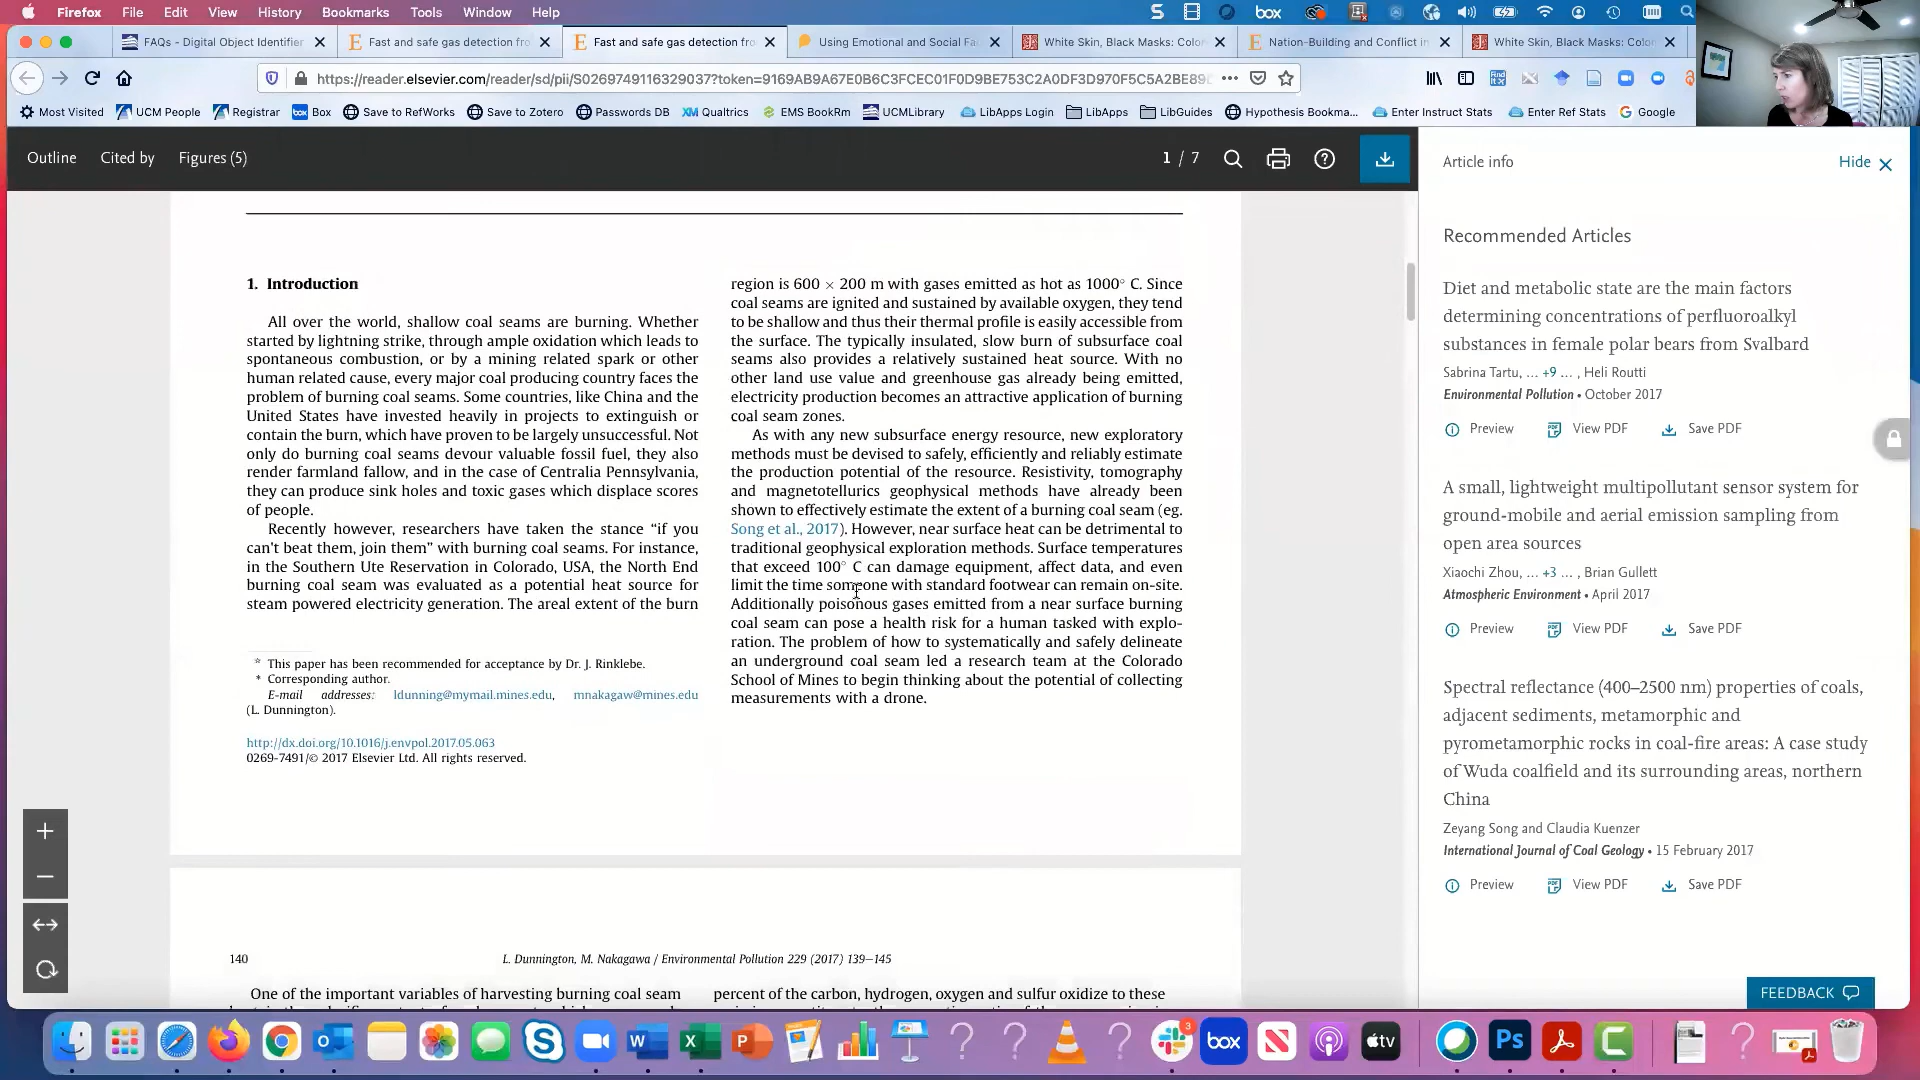 Firefox File Edit View History Bookmarks Tools Window Help
box
FAQs - Digital Object Identifier
Fast and safe gas detection fro
Fast and safe gas detection fro
Using Emotional and Social Fa
White Skin, Black Masks: Color
Nation-Building and Conflict in
White Skin, Black Masks: Color
https://reader.elsevier.com/reader/sd/pii/S0269749116329037?token=9169AB9A67E0B6C3FCEC01F0D9BE753C2A0DF3D970F5C5A2BE89
Most Visited UCM People Registrar Box Save to RefWorks Save to Zotero Passwords DB Qualtrics EMS BookRm UCMLibrary LibApps Login LibApps LibGuides Hypothesis Bookma... Enter Instruct Stats Enter Ref Stats Google
Outline Cited by Figures (5)
1 / 7
1. Introduction
All over the world, shallow coal seams are burning. Whether
started by lightning strike, through ample oxidation which leads to
spontaneous combustion, or by a mining related spark or other
human related cause, every major coal producing country faces the
problem of burning coal seams. Some countries, like China and the
United States have invested heavily in projects to extinguish or
contain the burn, which have proven to be largely unsuccessful. Not
only do burning coal seams devour valuable fossil fuel, they also
render farmland fallow, and in the case of Centralia Pennsylvania,
they can produce sink holes and toxic gases which displace scores
of people.
Recently however, researchers have taken the stance “if you
can't beat them, join them” with burning coal seams. For instance,
in the Southern Ute Reservation in Colorado, USA, the North End
burning coal seam was evaluated as a potential heat source for
steam powered electricity generation. The areal extent of the burn
* This paper has been recommended for acceptance by Dr. J. Rinklebe.
* Corresponding author.
E-mail addresses: ldunning@mymail.mines.edu, mnakagaw@mines.edu
(L. Dunnington).
http://dx.doi.org/10.1016/j.envpol.2017.05.063
0269-7491/© 2017 Elsevier Ltd. All rights reserved.
region is 600 × 200 m with gases emitted as hot as 1000° C. Since
coal seams are ignited and sustained by available oxygen, they tend
to be shallow and thus their thermal profile is easily accessible from
the surface. The typically insulated, slow burn of subsurface coal
seams also provides a relatively sustained heat source. With no
other land use value and greenhouse gas already being emitted,
electricity production becomes an attractive application of burning
coal seam zones.
As with any new subsurface energy resource, new exploratory
methods must be devised to safely, efficiently and reliably estimate
the production potential of the resource. Resistivity, tomography
and magnetotellurics geophysical methods have already been
shown to effectively estimate the extent of a burning coal seam (eg.
Song et al., 2017). However, near surface heat can be detrimental to
traditional geophysical exploration methods. Surface temperatures
that exceed 100° C can damage equipment, affect data, and even
limit the time someone with standard footwear can remain on-site.
Additionally poisonous gases emitted from a near surface burning
coal seam can pose a health risk for a human tasked with explo-
ration. The problem of how to systematically and safely delineate
an underground coal seam led a research team at the Colorado
School of Mines to begin thinking about the potential of collecting
measurements with a drone.
140
L. Dunnington, M. Nakagawa / Environmental Pollution 229 (2017) 139–145
One of the important variables of harvesting burning coal seam
percent of the carbon, hydrogen, oxygen and sulfur oxidize to these
Article info
Hide
Recommended Articles
Diet and metabolic state are the main factors
determining concentrations of perfluoroalkyl
substances in female polar bears from Svalbard
Sabrina Tartu, ... +9 ... , Heli Routti
Environmental Pollution • October 2017
Preview View PDF Save PDF
A small, lightweight multipollutant sensor system for
ground-mobile and aerial emission sampling from
open area sources
Xiaochi Zhou, ... +3 ... , Brian Gullett
Atmospheric Environment • April 2017
Preview View PDF Save PDF
Spectral reflectance (400–2500 nm) properties of coals,
adjacent sediments, metamorphic and
pyrometamorphic rocks in coal-fire areas: A case study
of Wuda coalfield and its surrounding areas, northern
China
Zeyang Song and Claudia Kuenzer
International Journal of Coal Geology • 15 February 2017
Preview View PDF Save PDF
FEEDBACK
3
box
tv
Ps